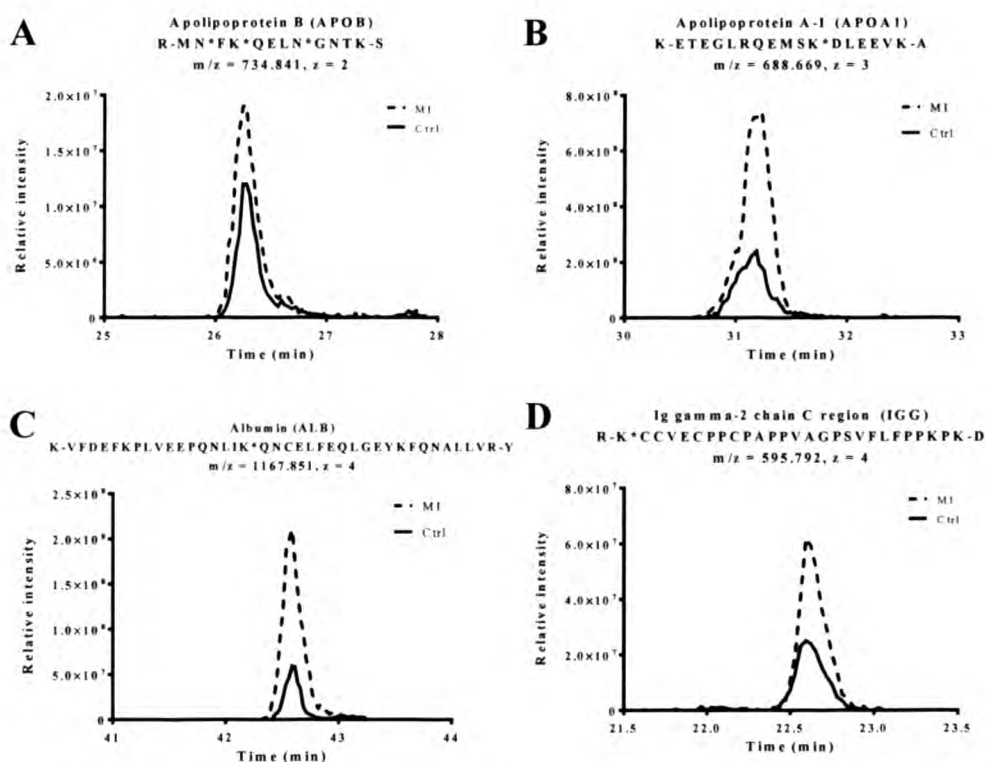 A
Apolipoprotein B (APOB)
R-MN*FK*QELN*GNTK-S
m/z = 734.841, z = 2
2.0×10⁷
1.5×10⁷
1.0×10⁷
5.0×10⁶
0
Relative intensity
MI
Ctrl
25 26 27 28
Time (min)
B
Apolipoprotein A-I (APOA1)
K-ETEGLRQEMSK*DLEEVK-A
m/z = 688.669, z = 3
8.0×10⁸
6.0×10⁸
4.0×10⁸
2.0×10⁸
0
Relative intensity
MI
Ctrl
30 31 32 33
Time (min)
C
Albumin (ALB)
K-VFDEFKPLVEEPQNLIK*QNCELFEQLGEYKFQNALLVR-Y
m/z = 1167.851, z = 4
2.5×10⁸
2.0×10⁸
1.5×10⁸
1.0×10⁸
5.0×10⁷
0
Relative intensity
MI
Ctrl
41 42 43 44
Time (min)
D
Ig gamma-2 chain C region (IGG)
R-K*CCVECPPCPAPPVAGPSVFLFPPKPK-D
m/z = 595.792, z = 4
8.0×10⁷
6.0×10⁷
4.0×10⁷
2.0×10⁷
0
Relative intensity
MI
Ctrl
21.5 22.0 22.5 23.0 23.5
Time (min)